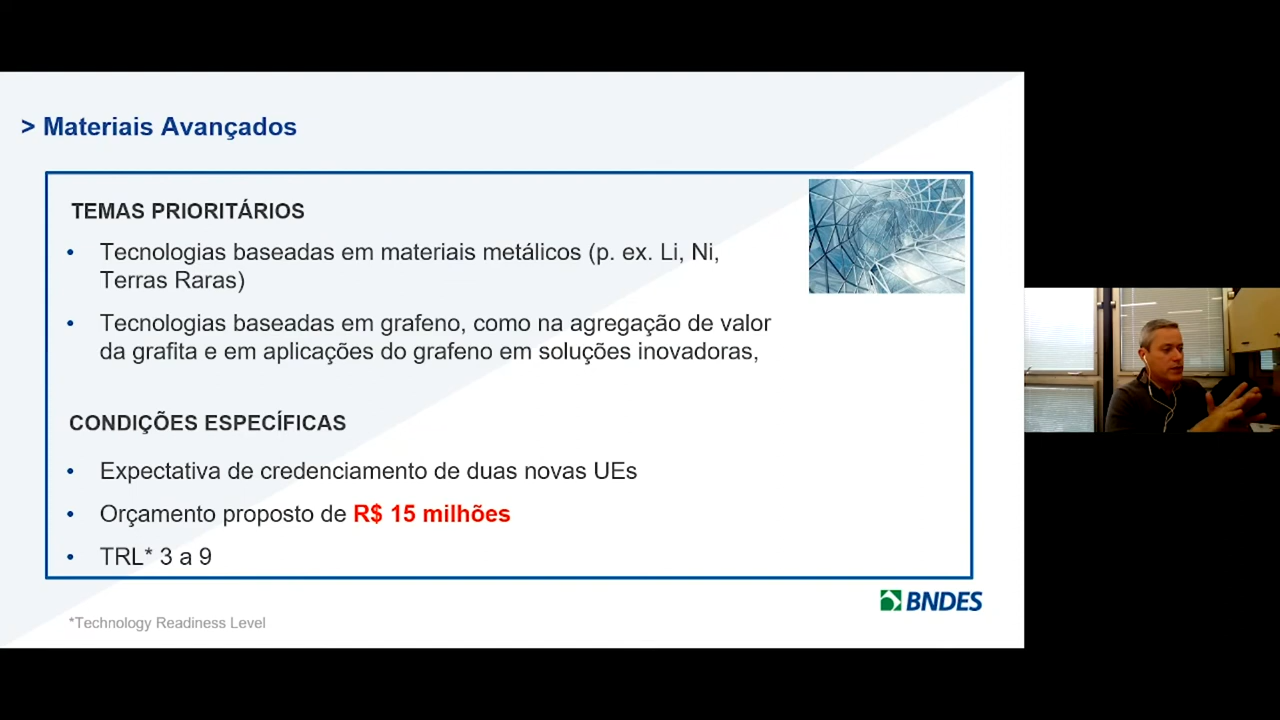 > Materiais Avançados
TEMAS PRIORITÁRIOS
• Tecnologias baseadas em materiais metálicos (p. ex. Li, Ni,
Terras Raras)
• Tecnologias baseadas em grafeno, como na agregação de valor
da grafita e em aplicações do grafeno em soluções inovadoras,
CONDIÇÕES ESPECÍFICAS
• Expectativa de credenciamento de duas novas UEs
• Orçamento proposto de R$ 15 milhões
• TRL* 3 a 9
BNDES
*Technology Readiness Level